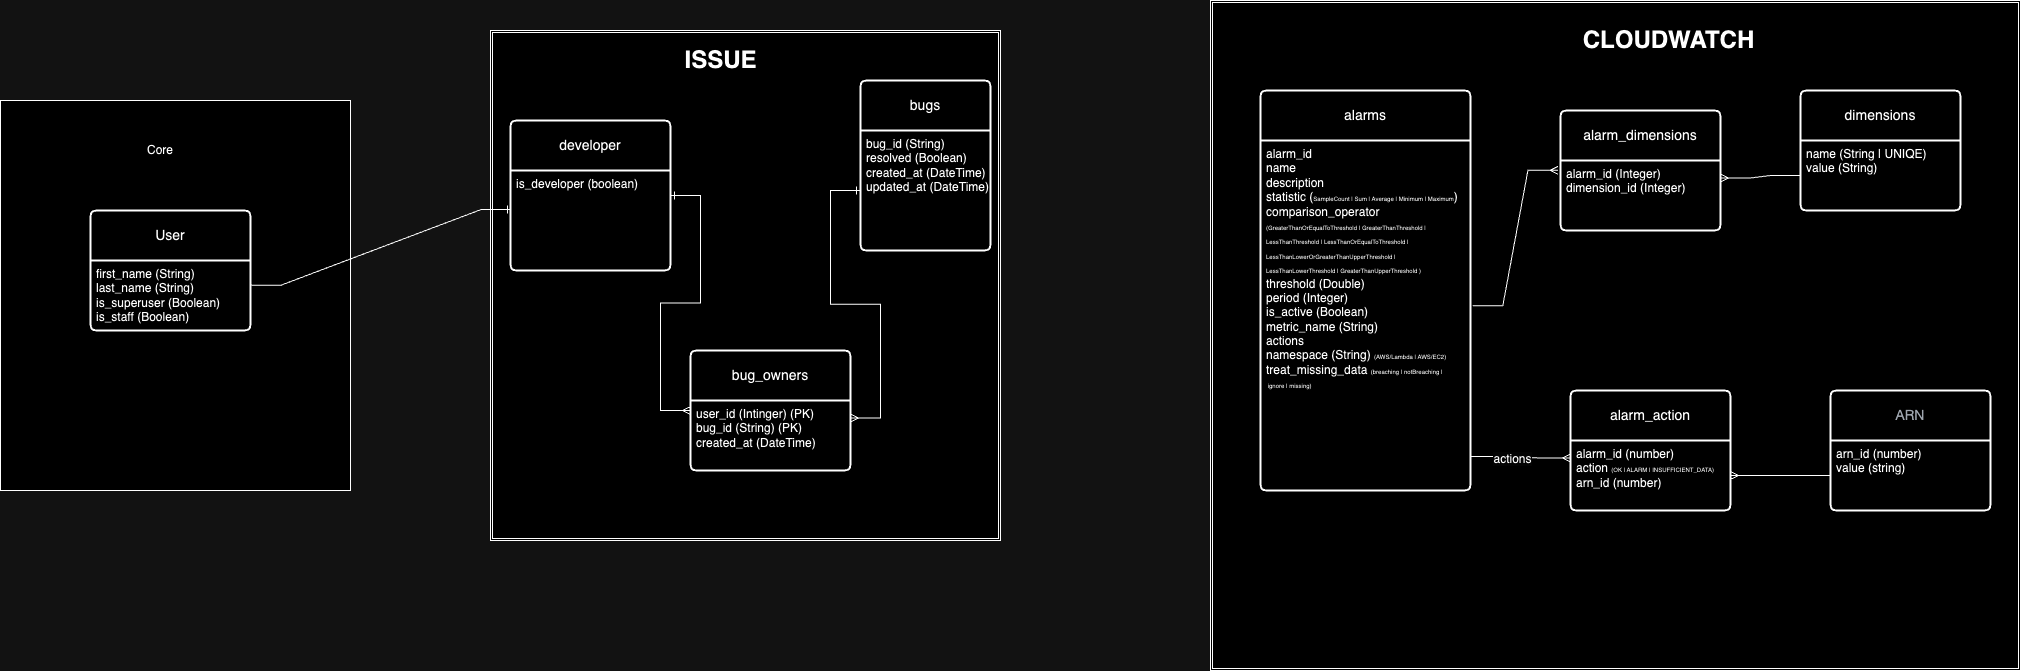 Core
User
first_name (String)
last_name (String)
is_superuser (Boolean)
is_staff (Boolean)
ISSUE
developer
is_developer (boolean)
bugs
bug_id (String)
resolved (Boolean)
created_at (DateTime)
updated_at (DateTime)
bug_owners
user_id (Intinger) (PK)
bug_id (String) (PK)
created_at (DateTime)
CLOUDWATCH
alarms
alarm_id
name
description
statistic (SampleCount | Sum | Average | Minimum | Maximum)
comparison_operator
(GreaterThanOrEqualToThreshold | GreaterThanThreshold |
LessThanThreshold | LessThanOrEqualToThreshold |
LessThanLowerOrGreaterThanUpperThreshold |
LessThanLowerThreshold | GreaterThanUpperThreshold )
threshold (Double)
period (Integer)
is_active (Boolean)
metric_name (String)
actions
namespace (String) (AWS/Lambda | AWS/EC2)
treat_missing_data (breaching | notBreaching |
ignore | missing)
alarm_dimensions
alarm_id (Integer)
dimension_id (Integer)
dimensions
name (String | UNIQE)
value (String)
actions
alarm_action
alarm_id (number)
action (OK | ALARM | INSUFFICIENT_DATA)
arn_id (number)
ARN
arn_id (number)
value (string)